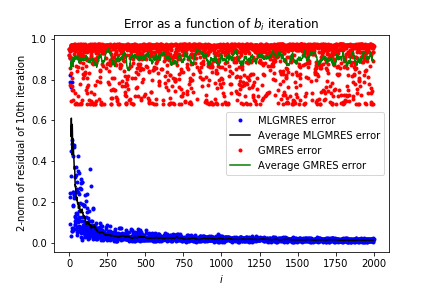 Error as a function of b_i iteration
2-norm of residual of 10th iteration
1.0
0.8
0.6
0.4
0.2
0.0
MLGMRES error
Average MLGMRES error
GMRES error
Average GMRES error
0 250 500 750 1000 1250 1500 1750 2000
i